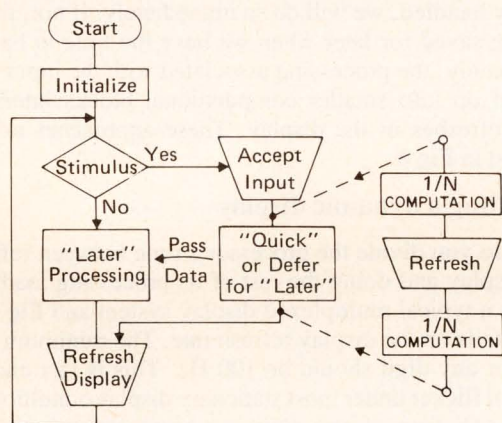 Start
Initialize
Stimulus
Yes
Accept
Input
No
"Later"
Processing
Pass
Data
"Quick"
or Defer
for "Later"
Refresh
Display
1/N
COMPUTATION
Refresh
1/N
COMPUTATION